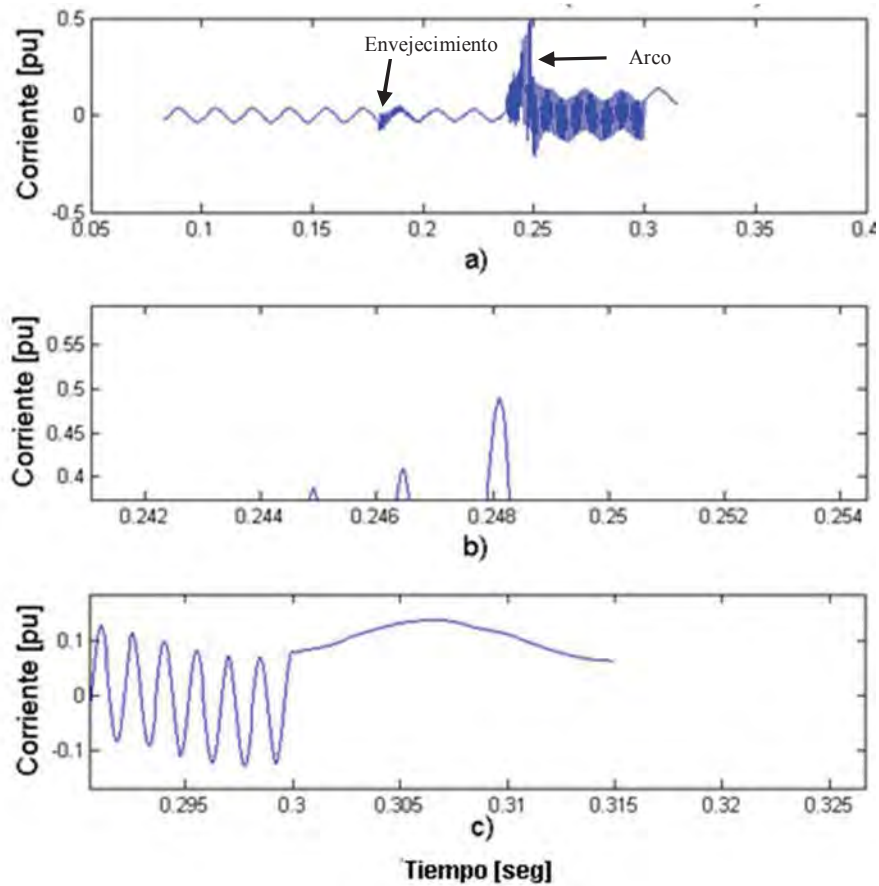 0.5
Envejecimiento
Arco
Corriente [pu]
0
-0.5
0.05 0.1 0.15 0.2 0.25 0.3 0.35 0.4
a)
Corriente [pu]
0.55
0.5
0.45
0.4
0.242 0.244 0.246 0.248 0.25 0.252 0.254
b)
Corriente [pu]
0.1
0
-0.1
0.295 0.3 0.305 0.31 0.315 0.32 0.325
c)
Tiempo [seg]